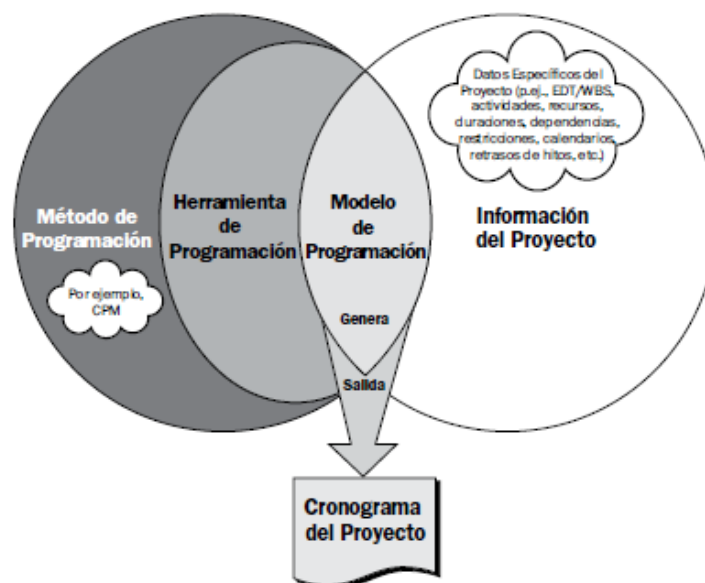 Datos Específicos del
Proyecto (p.ej., EDT/WBS,
actividades, recursos,
duraciones, dependencias,
restricciones, calendarios,
retrasos de hitos, etc.)
Método de
Programación
Por ejemplo,
CPM
Herramienta
de
Programación
Modelo
de
Programación
Información
del Proyecto
Genera
Salida
Cronograma
del Proyecto